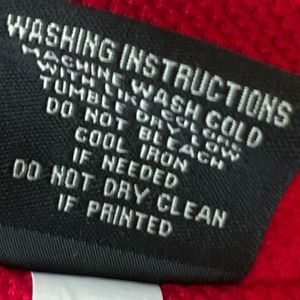 WASHING INSTRUCTIONS
MACHINE WASH COLD
WITH LIKE COLORS
TUMBLE DRY LOW
DO NOT BLEACH
COOL IRON
IF NEEDED
DO NOT DRY CLEAN
IF PRINTED